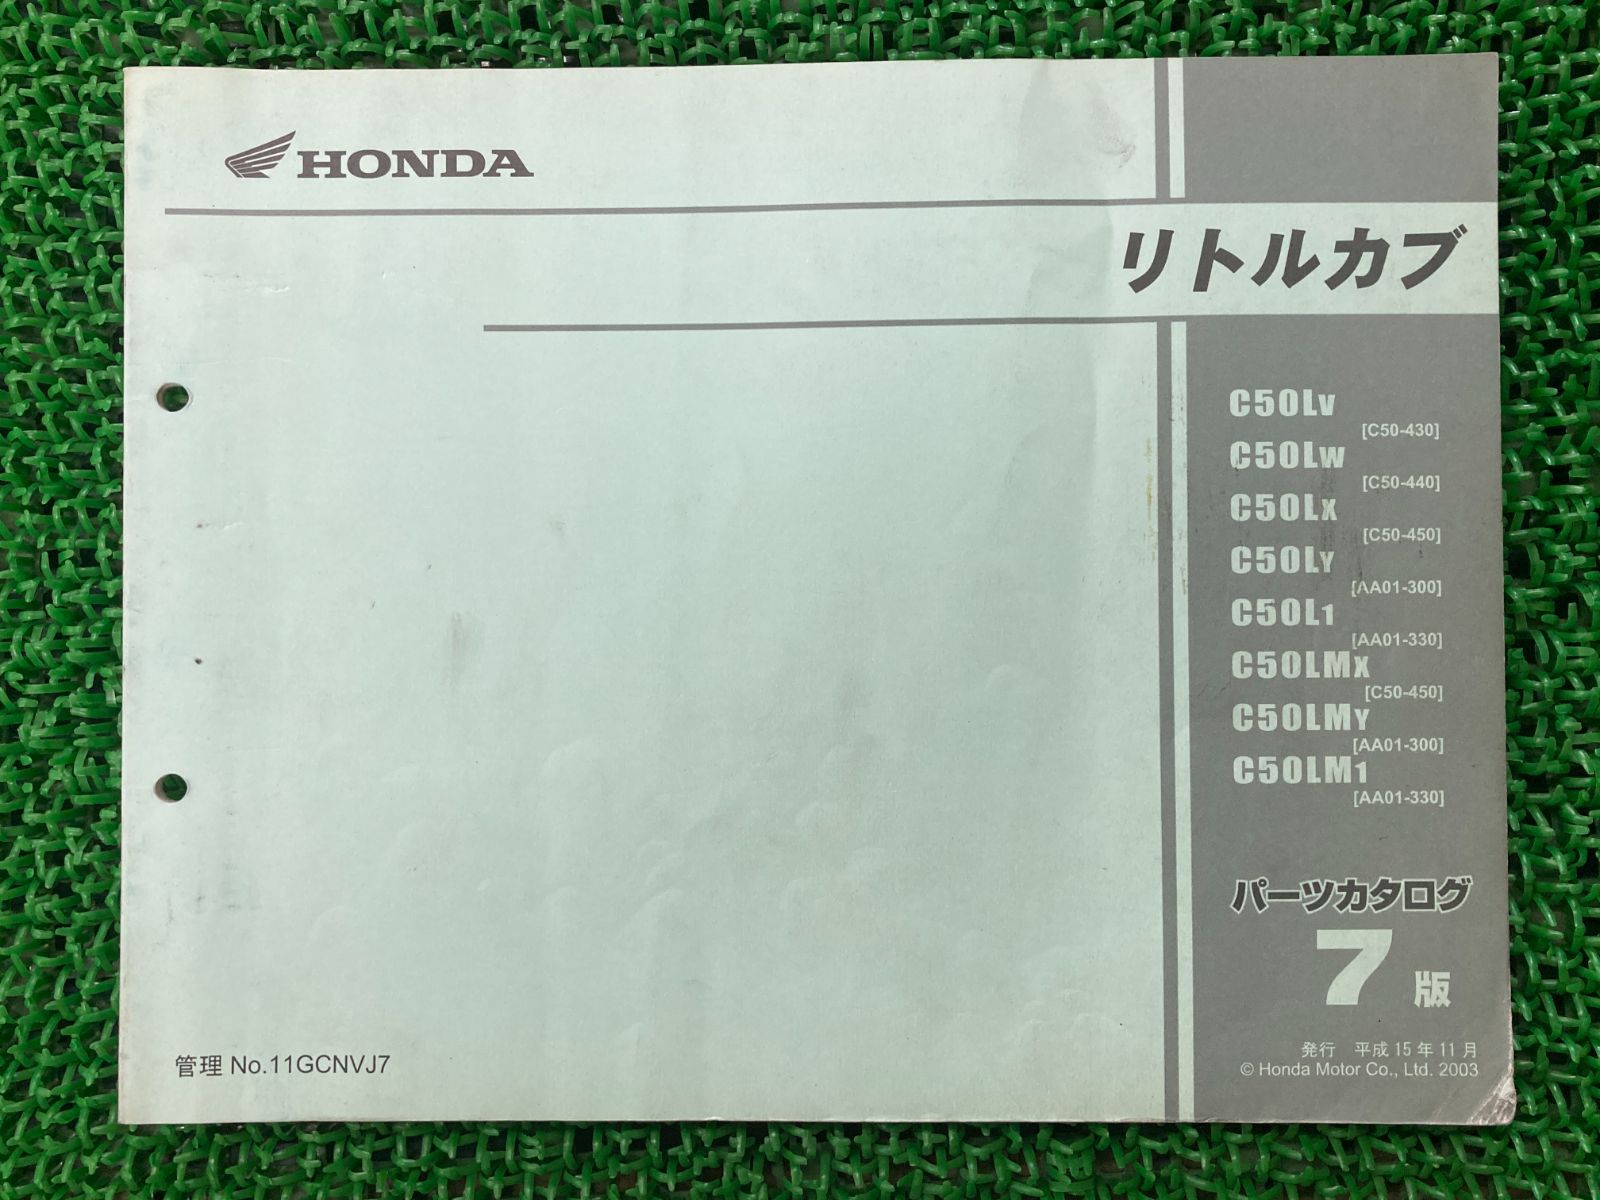 HONDA
リトルカブ
C50LV
[C50-430]
C50LW
[C50-440]
C50LX
[C50-450]
C50LY
[AA01-300]
C50L1
[AA01-330]
C50LMX
[C50-450]
C50LMY
[AA01-300]
C50LM1
[AA01-330]
パーツカタログ
7 版
発行 平成 15 年 11 月
© Honda Motor Co., Ltd. 2003
管理 No.11GCNVJ7